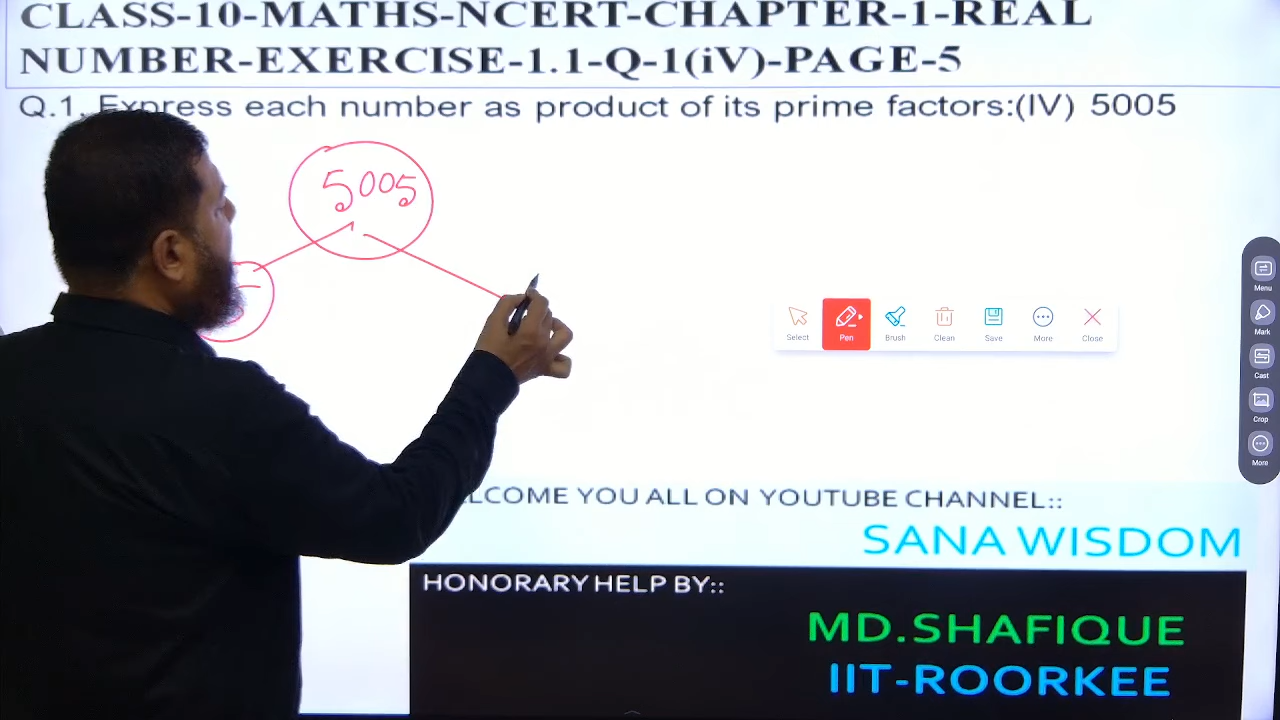 CLASS-10-MATHS-NCERT-CHAPTER-1-REAL
NUMBER-EXERCISE-1.1-Q-1(iV)-PAGE-5
Q.1. Express each number as product of its prime factors:(IV) 5005
5005
5
Select
Pen
Brush
Clean
Save
More
Close
Menu
Mark
Cast
Crop
More
YOU ALL ON YOUTUBE CHANNEL::
SANA WISDOM
HONORARY HELP BY::
MD.SHAFIQUE
IIT-ROORKEE